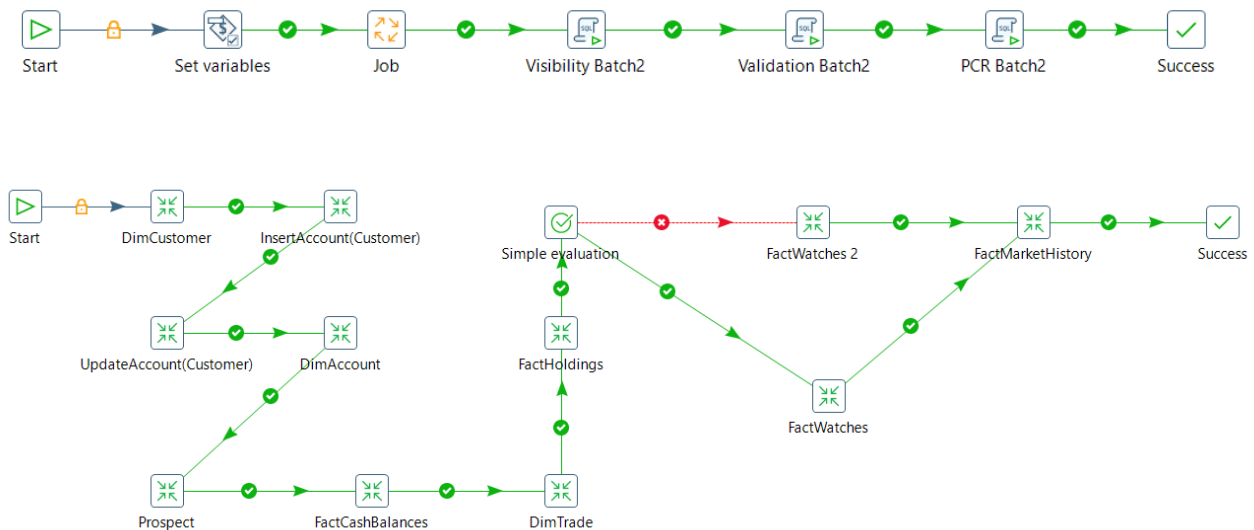 Start
Set variables
Job
Visibility Batch2
Validation Batch2
PCR Batch2
Success
Start
DimCustomer
InsertAccount(Customer)
Simple evaluation
FactWatches 2
FactMarketHistory
Success
UpdateAccount(Customer)
DimAccount
FactHoldings
FactWatches
Prospect
FactCashBalances
DimTrade